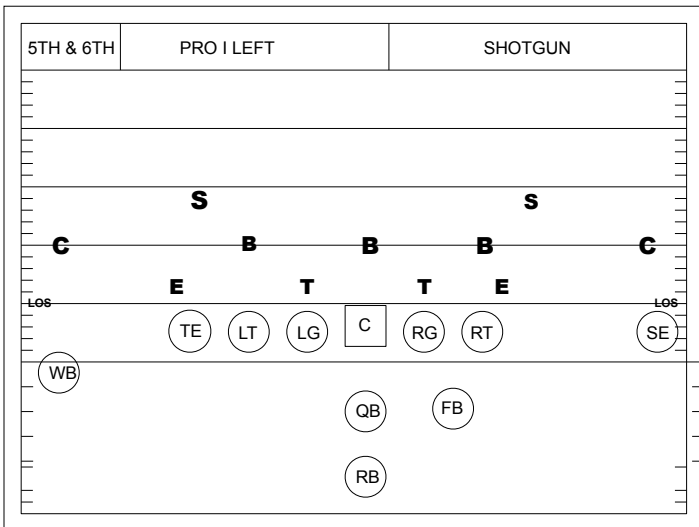 5TH & 6TH PRO I LEFT SHOTGUN
S S
C B B B C
E T T E
LOS LOS
TE LT LG C RG RT SE
WB
QB FB
RB